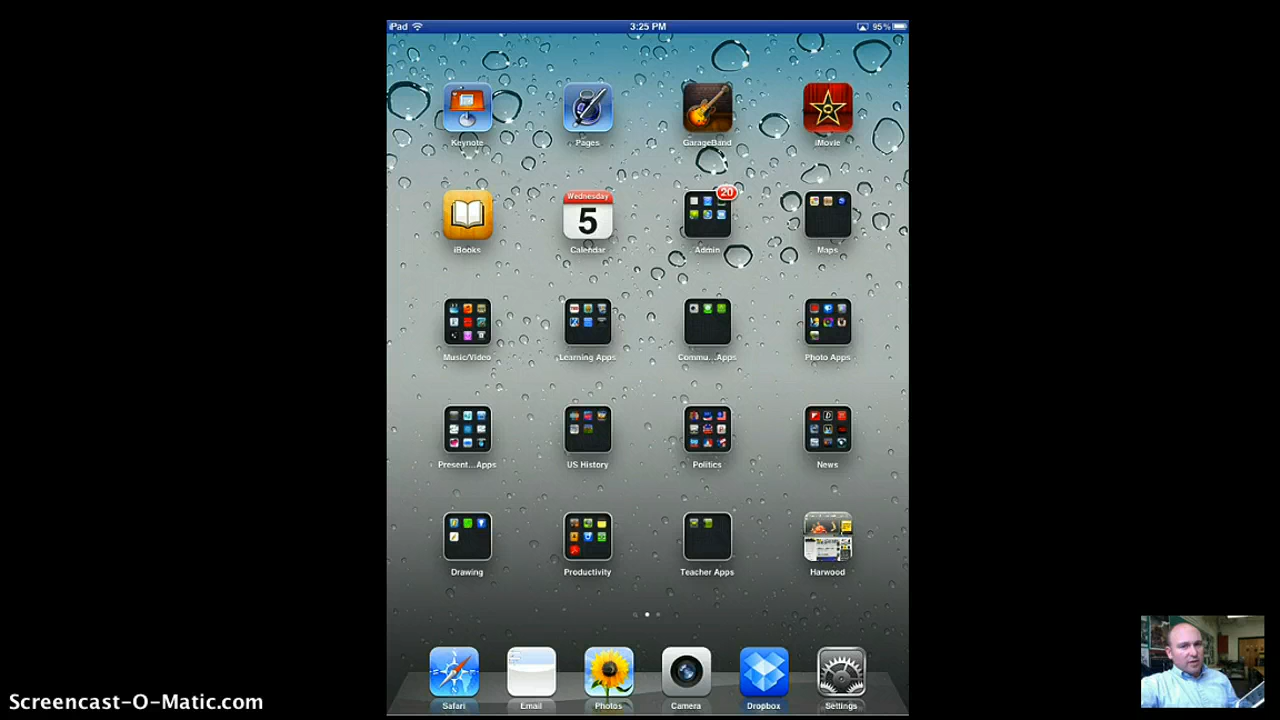 iPad 3:25 PM 95%
Keynote Pages GarageBand iMovie
Wednesday
5
20
iBooks Calendar Admin Maps
Music/Video Learning Apps Commu...Apps Photo Apps
Present...Apps US History Politics News
Drawing Productivity Teacher Apps Harwood
Safari Email Photos Camera Dropbox Settings
Screencast-O-Matic.com